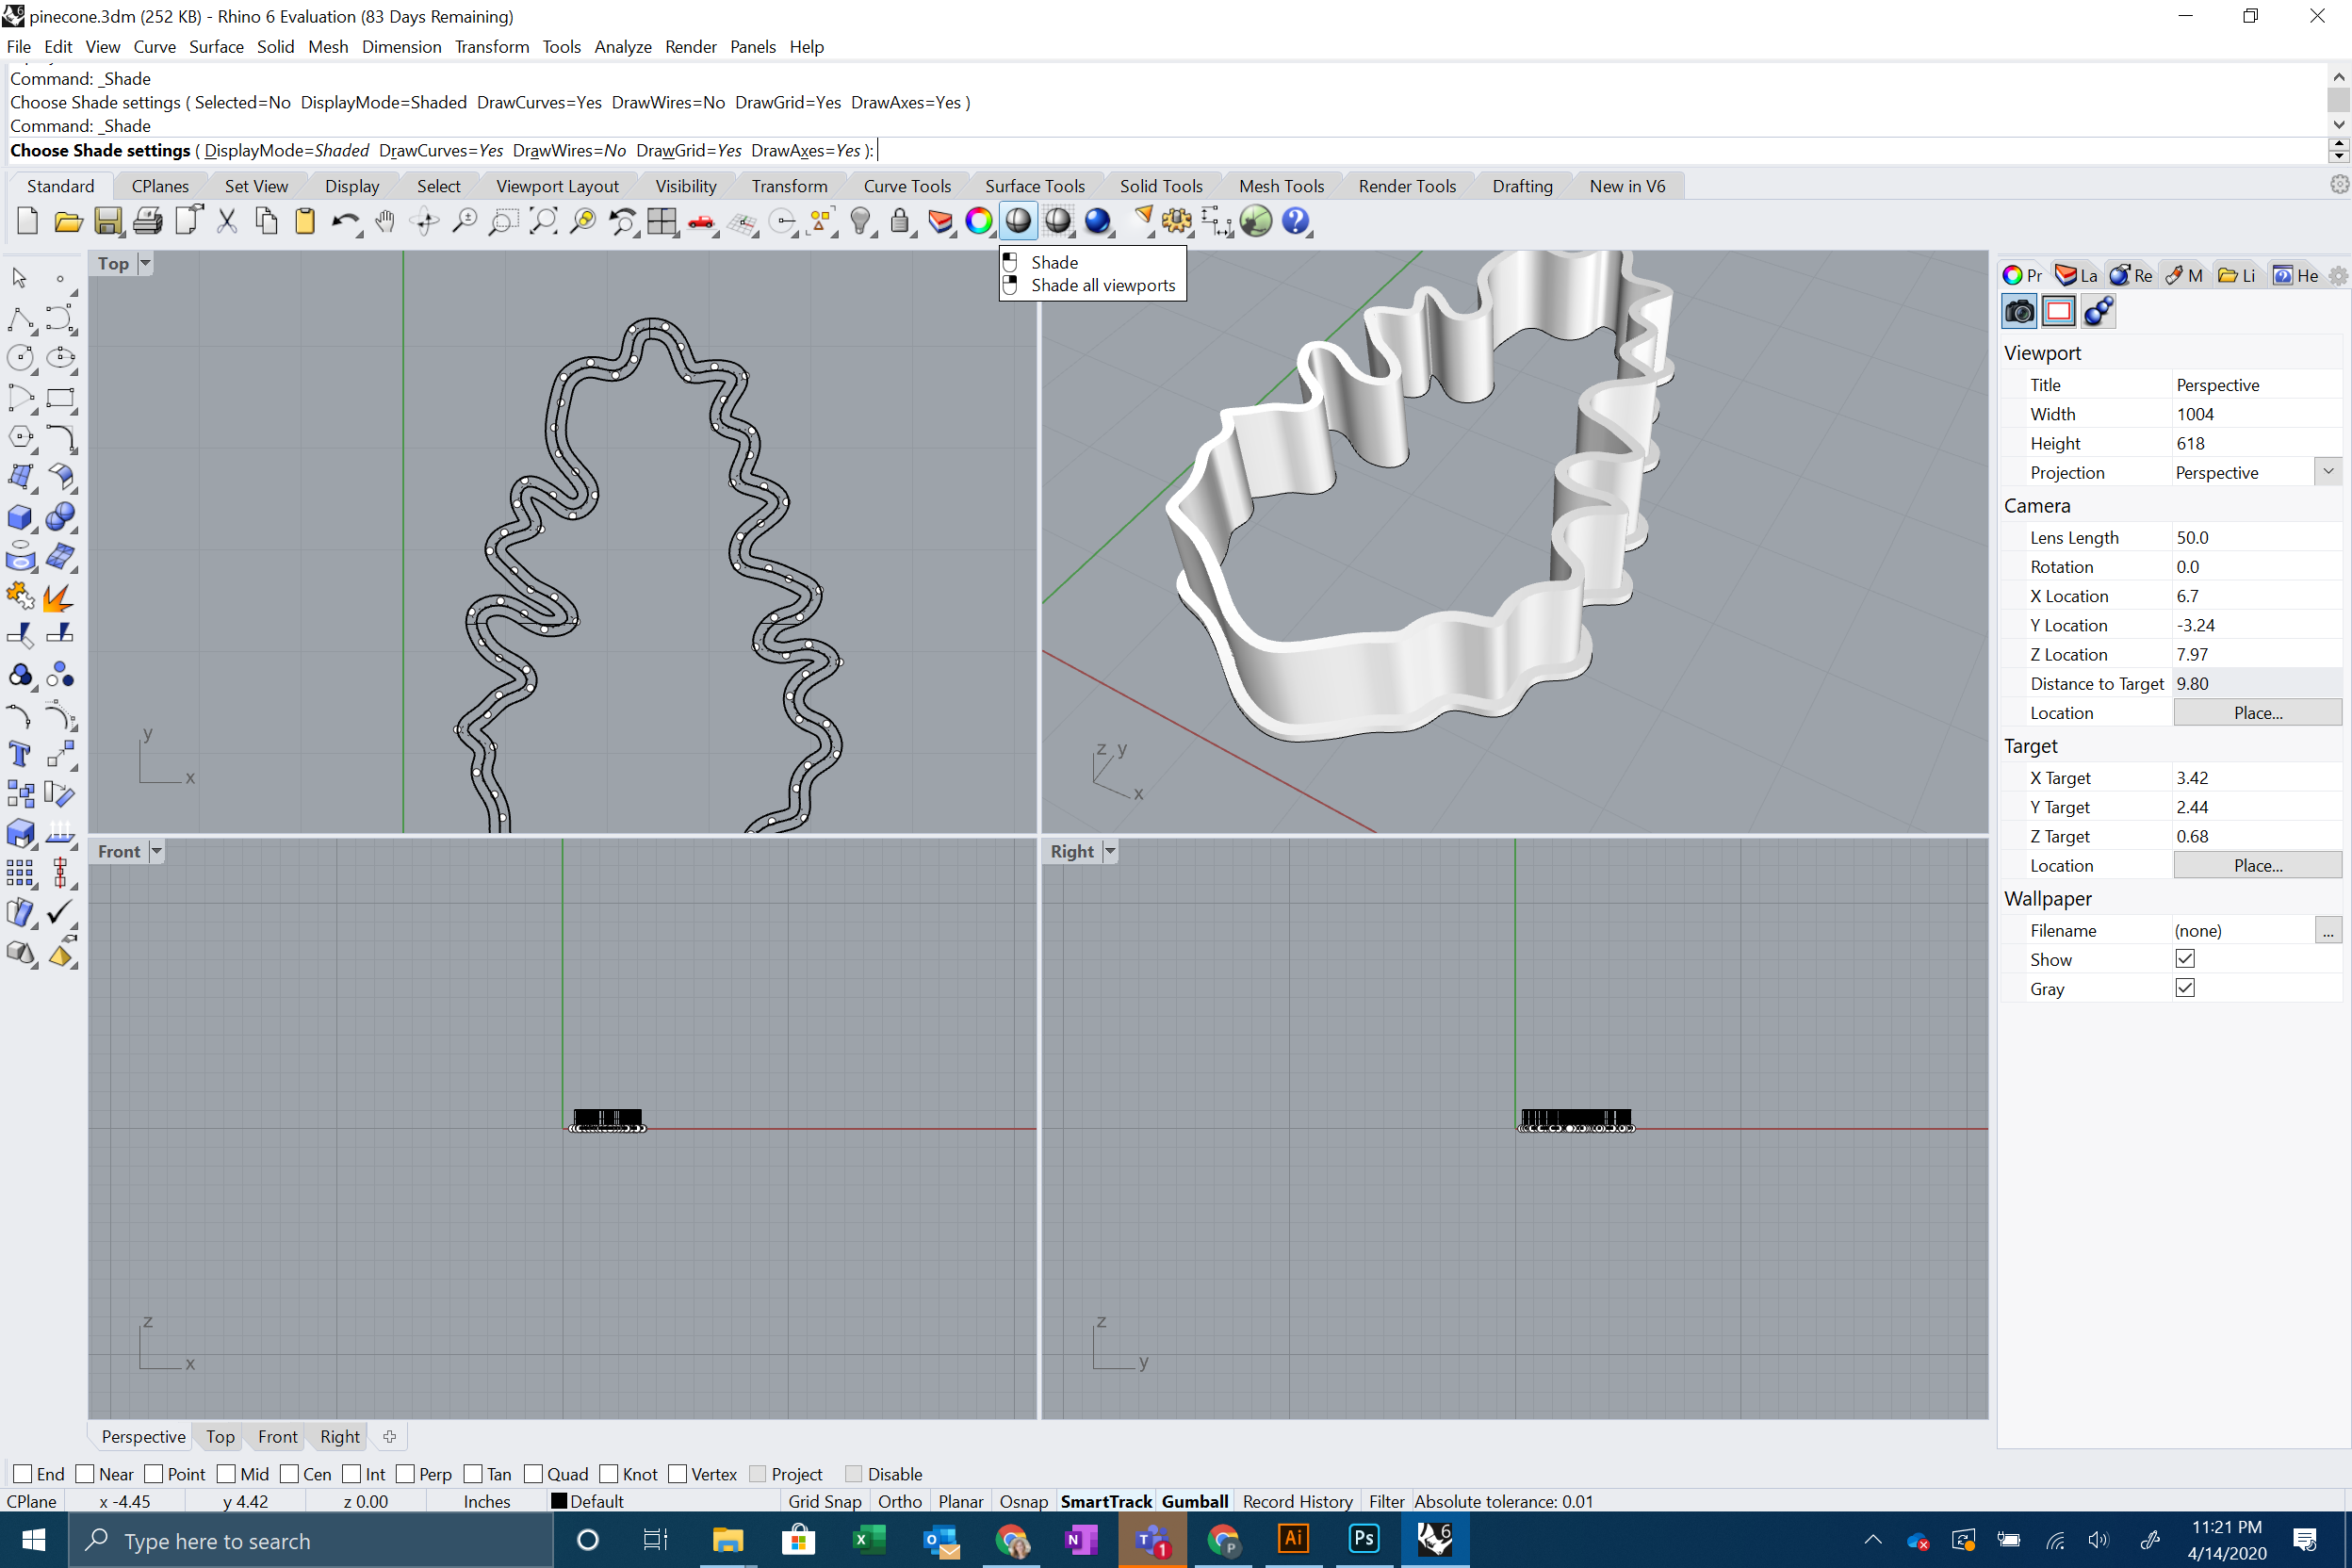 pinecone.3dm (252 KB) - Rhino 6 Evaluation (83 Days Remaining)
File Edit View Curve Surface Solid Mesh Dimension Transform Tools Analyze Render Panels Help
Command: _Shade
Choose Shade settings ( Selected=No DisplayMode=Shaded DrawCurves=Yes DrawWires=No DrawGrid=Yes DrawAxes=Yes )
Command: _Shade
Choose Shade settings ( DisplayMode=Shaded DrawCurves=Yes DrawWires=No DrawGrid=Yes DrawAxes=Yes ):
Standard CPlanes Set View Display Select Viewport Layout Visibility Transform Curve Tools Surface Tools Solid Tools Mesh Tools Render Tools Drafting New in V6
Shade
Shade all viewports
Top
y
x
z y
x
Front
z
x
Right
z
y
Pr La Re M Li He
Viewport
Title Perspective
Width 1004
Height 618
Projection Perspective
Camera
Lens Length 50.0
Rotation 0.0
X Location 6.7
Y Location -3.24
Z Location 7.97
Distance to Target 9.80
Location Place...
Target
X Target 3.42
Y Target 2.44
Z Target 0.68
Location Place...
Wallpaper
Filename (none) ...
Show
Gray
Perspective Top Front Right
End Near Point Mid Cen Int Perp Tan Quad Knot Vertex Project Disable
CPlane x -4.45 y 4.42 z 0.00 Inches Default Grid Snap Ortho Planar Osnap SmartTrack Gumball Record History Filter Absolute tolerance: 0.01
Type here to search
11:21 PM
4/14/2020